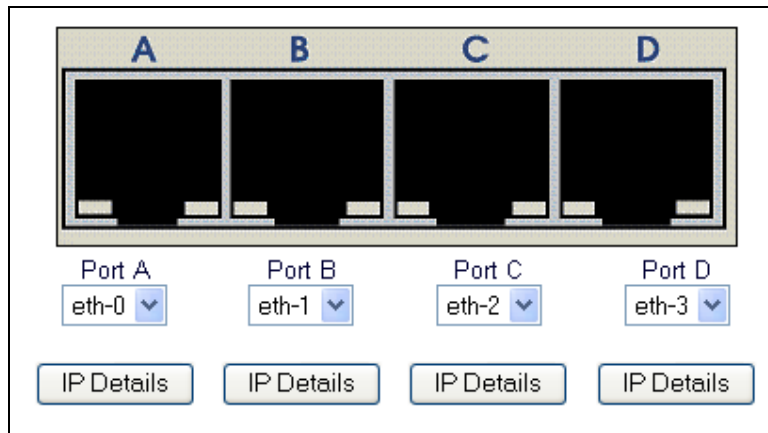 A B C D
Port A Port B Port C Port D
eth-0 eth-1 eth-2 eth-3
IP Details IP Details IP Details IP Details